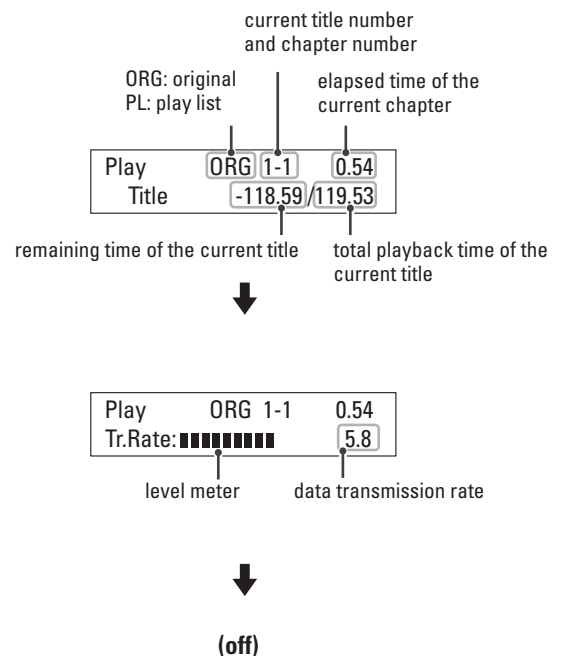 current title number
and chapter number
ORG: original
PL: play list
elapsed time of the
current chapter
Play ORG 1-1 0.54
Title -118.59/119.53
remaining time of the current title
total playback time of the
current title
Play ORG 1-1 0.54
Tr.Rate: 5.8
level meter
data transmission rate
(off)